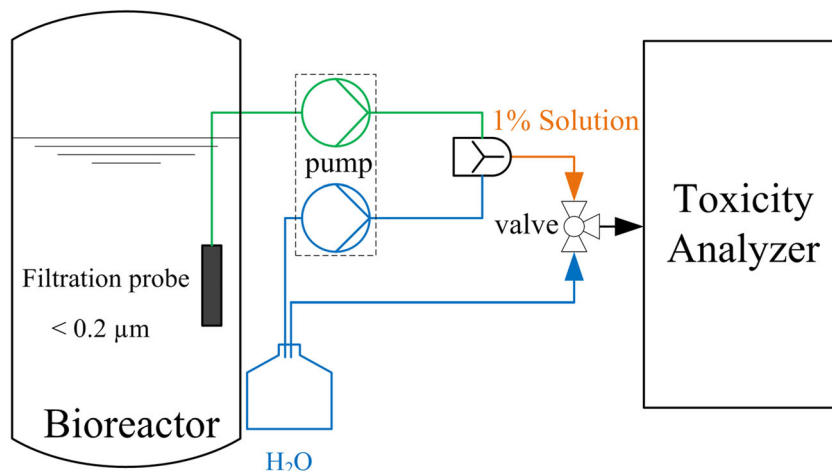 1% Solution
pump
valve
Toxicity
Analyzer
Filtration probe
< 0.2 µm
Bioreactor
H₂O